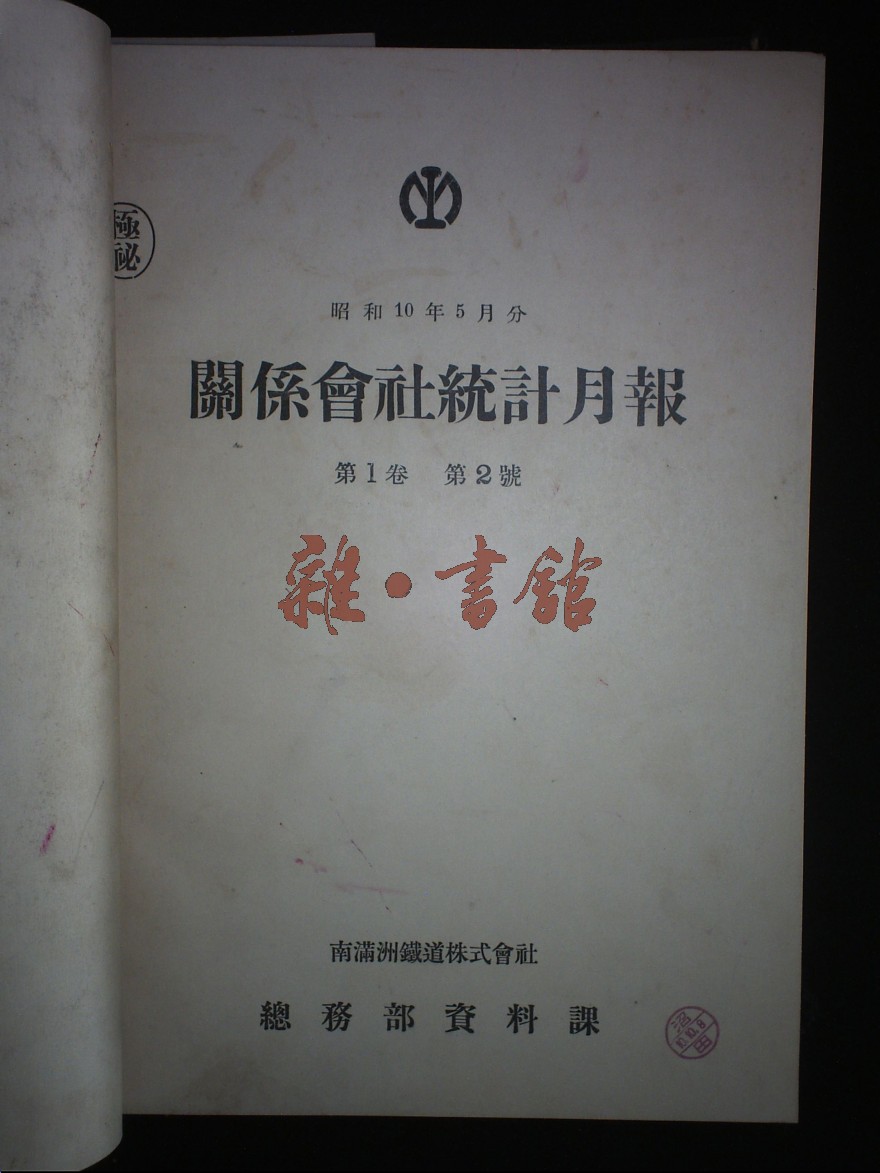 極
祕
昭和10年5月分
關係會社統計月報
第1卷 第2號
雜·書館
南滿洲鐵道株式會社
總務部資料課